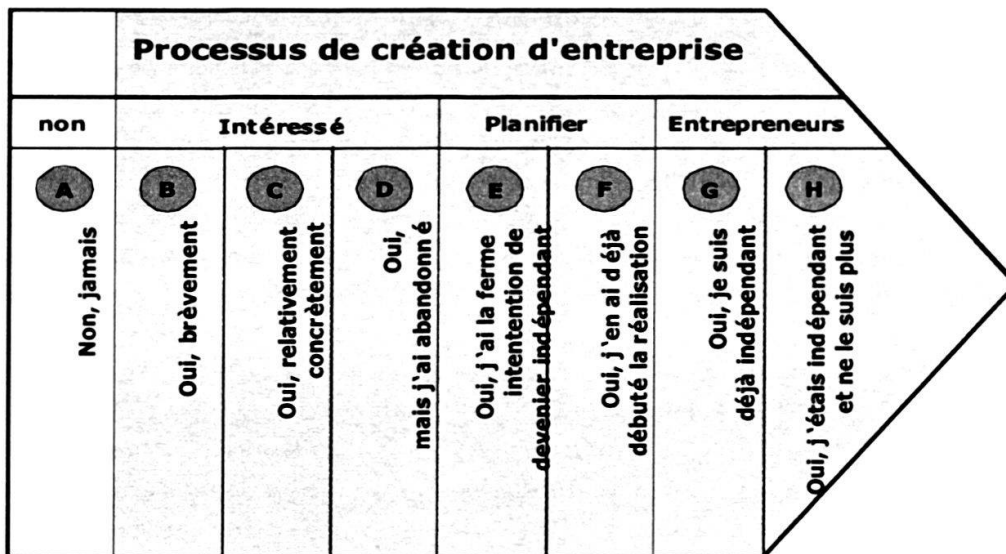 Processus de création d'entreprise
non
Intéressé
Planifier
Entrepreneurs
A
B
C
D
E
F
G
H
Non, jamais
Oui, brèvement
Oui, relativement
concrètement
Oui,
mais j'ai abandonné
Oui, j'ai la ferme
intentention de
devenier indépendant
Oui, j'en ai déjà
débuté la réalisation
Oui, je suis
déjà indépendant
Oui, j'étais indépendant
et ne le suis plus